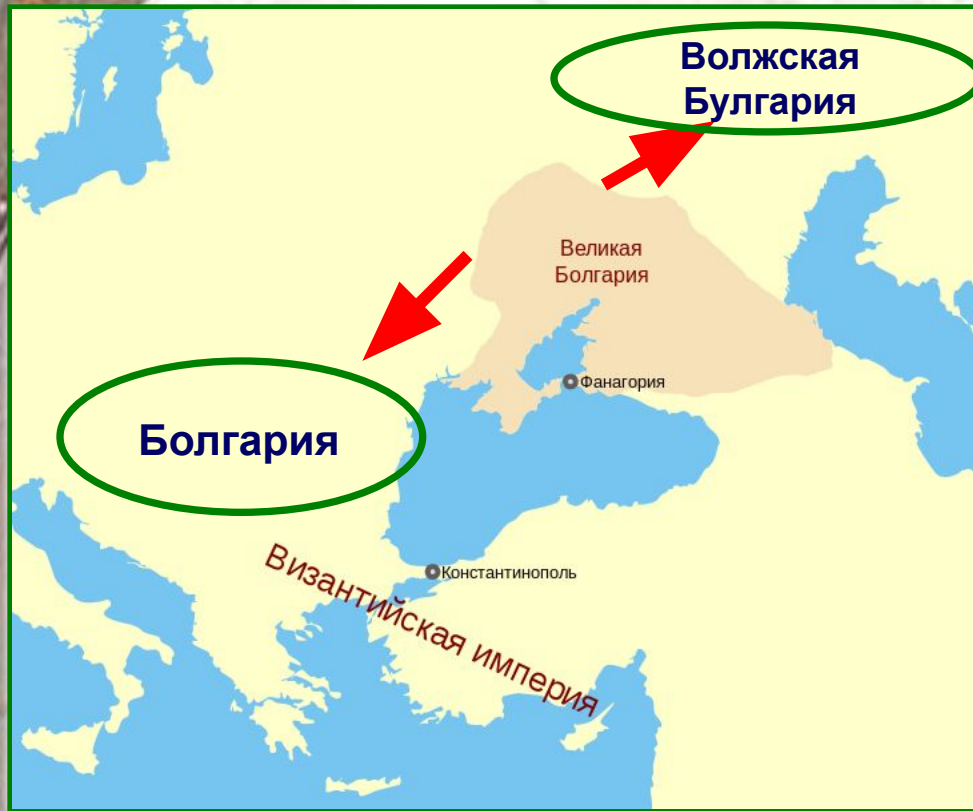 Волжская
Булгария
Великая
Болгария
Фанагория
Болгария
Константинополь
Византийская империя